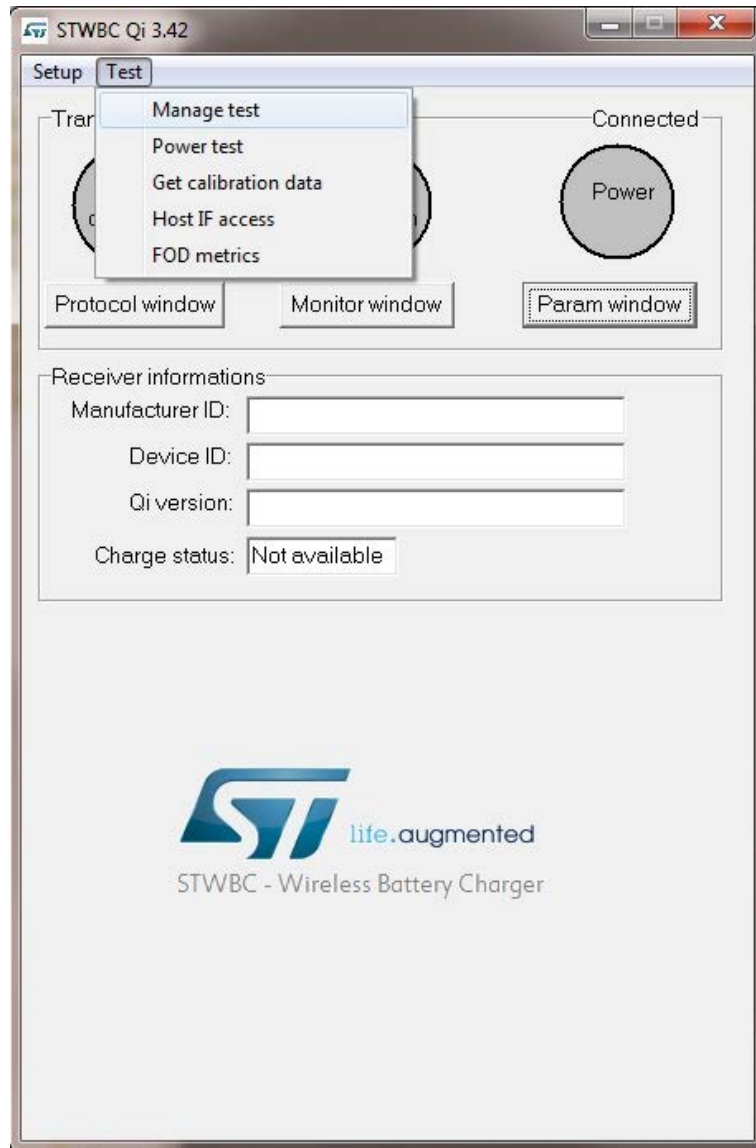 STWBC Qi 3.42
Setup Test
Manage test
Power test
Get calibration data
Host IF access
FOD metrics
Connected
Power
Protocol window Monitor window Param window
Receiver informations
Manufacturer ID:
Device ID:
Qi version:
Charge status: Not available
ST
life.augmented
STWBC - Wireless Battery Charger